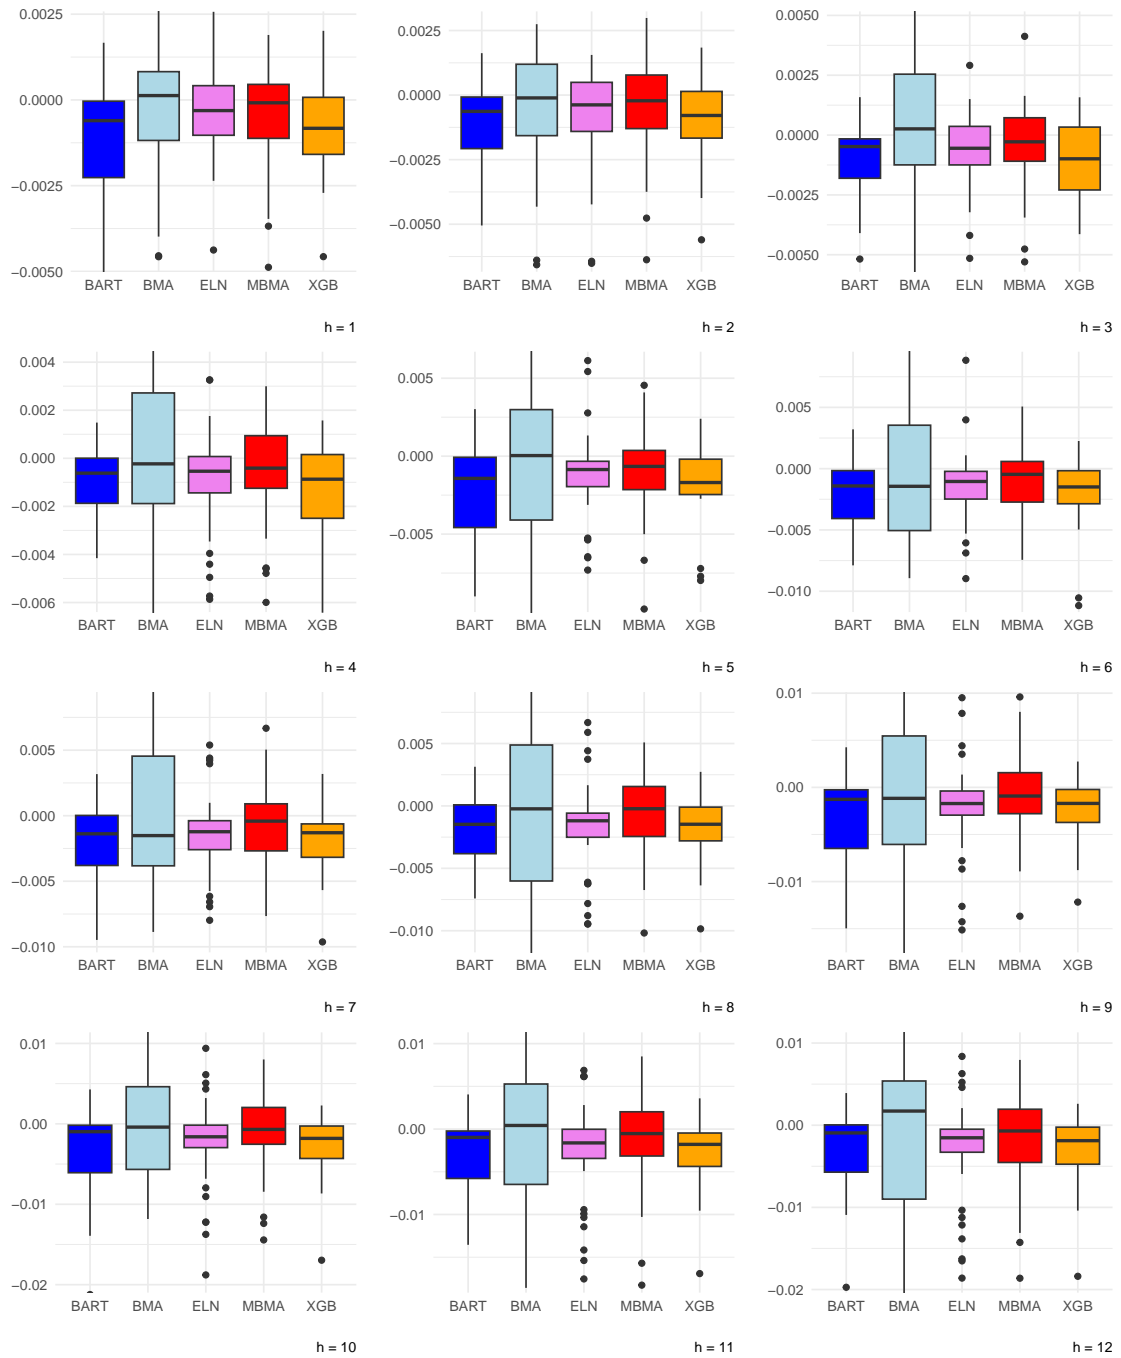 0.0025
0.0000
−0.0025
−0.0050
BART BMA ELN MBMA XGB
h = 1
0.0025
0.0000
−0.0025
−0.0050
BART BMA ELN MBMA XGB
h = 2
0.0050
0.0025
0.0000
−0.0025
−0.0050
BART BMA ELN MBMA XGB
h = 3
0.004
0.002
0.000
−0.002
−0.004
−0.006
BART BMA ELN MBMA XGB
h = 4
0.005
0.000
−0.005
BART BMA ELN MBMA XGB
h = 5
0.005
0.000
−0.005
−0.010
BART BMA ELN MBMA XGB
h = 6
0.005
0.000
−0.005
−0.010
BART BMA ELN MBMA XGB
h = 7
0.005
0.000
−0.005
−0.010
BART BMA ELN MBMA XGB
h = 8
0.01
0.00
−0.01
BART BMA ELN MBMA XGB
h = 9
0.01
0.00
−0.01
−0.02
BART BMA ELN MBMA XGB
h = 10
0.01
0.00
−0.01
BART BMA ELN MBMA XGB
h = 11
0.01
0.00
−0.01
−0.02
BART BMA ELN MBMA XGB
h = 12